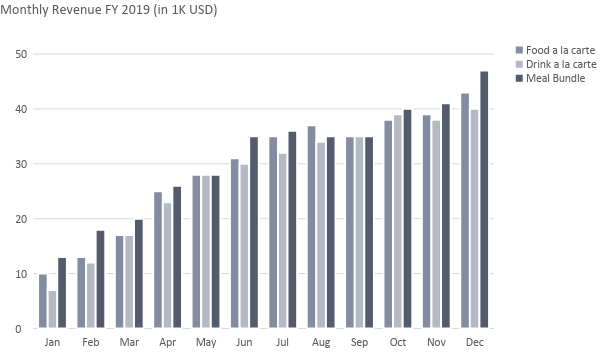 Monthly Revenue FY 2019 (in 1K USD)
50
40
30
20
10
0
Jan Feb Mar Apr May Jun Jul Aug Sep Oct Nov Dec
Food a la carte
Drink a la carte
Meal Bundle